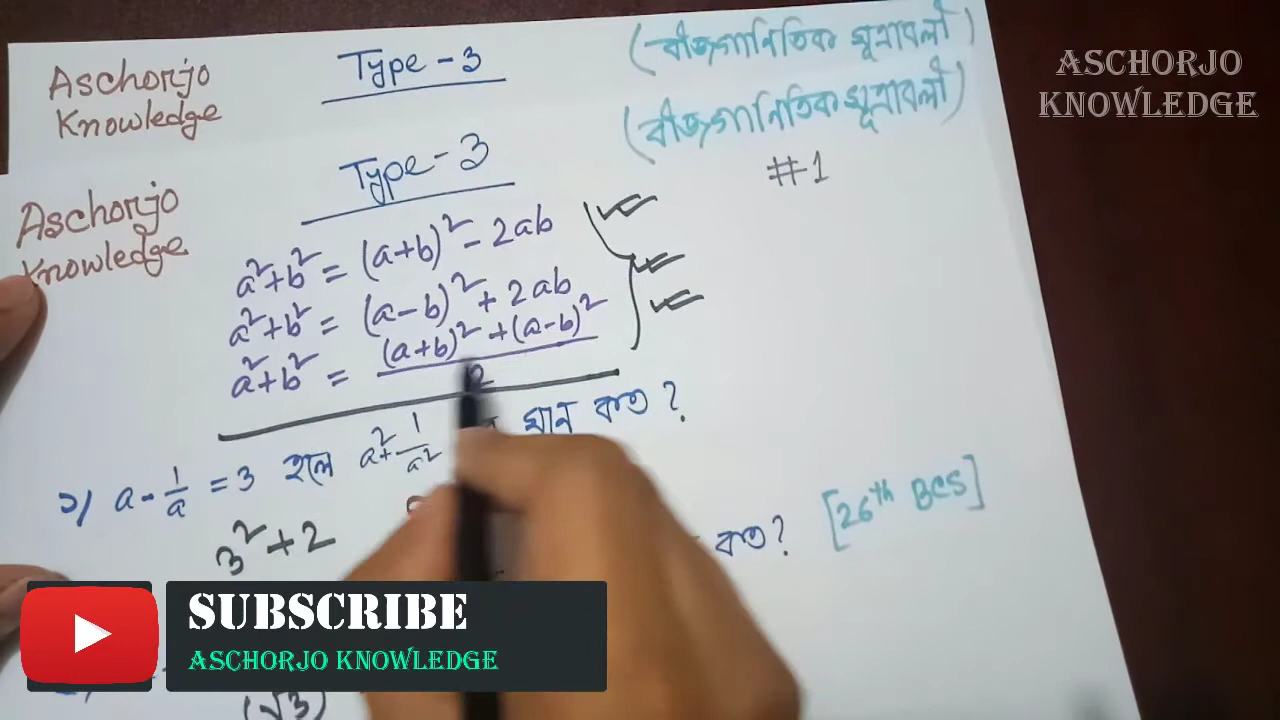 Aschorjo Knowledge
Type-3
(বীজগাণিতিক সূত্রাবলী)
ASCHORJO
KNOWLEDGE
Aschorjo Knowledge
Type-3
(বীজগাণিতিক সূত্রাবলী)
#1
a²+b² = (a+b)² - 2ab
a²+b² = (a-b)² + 2ab
a²+b² = (a+b)² + (a-b)² / 2
১) a - 1/a = 3 হলে a² + 1/a² মান কত?
3² + 2
কত? [26th BCS]
(√3)
SUBSCRIBE
ASCHORJO KNOWLEDGE